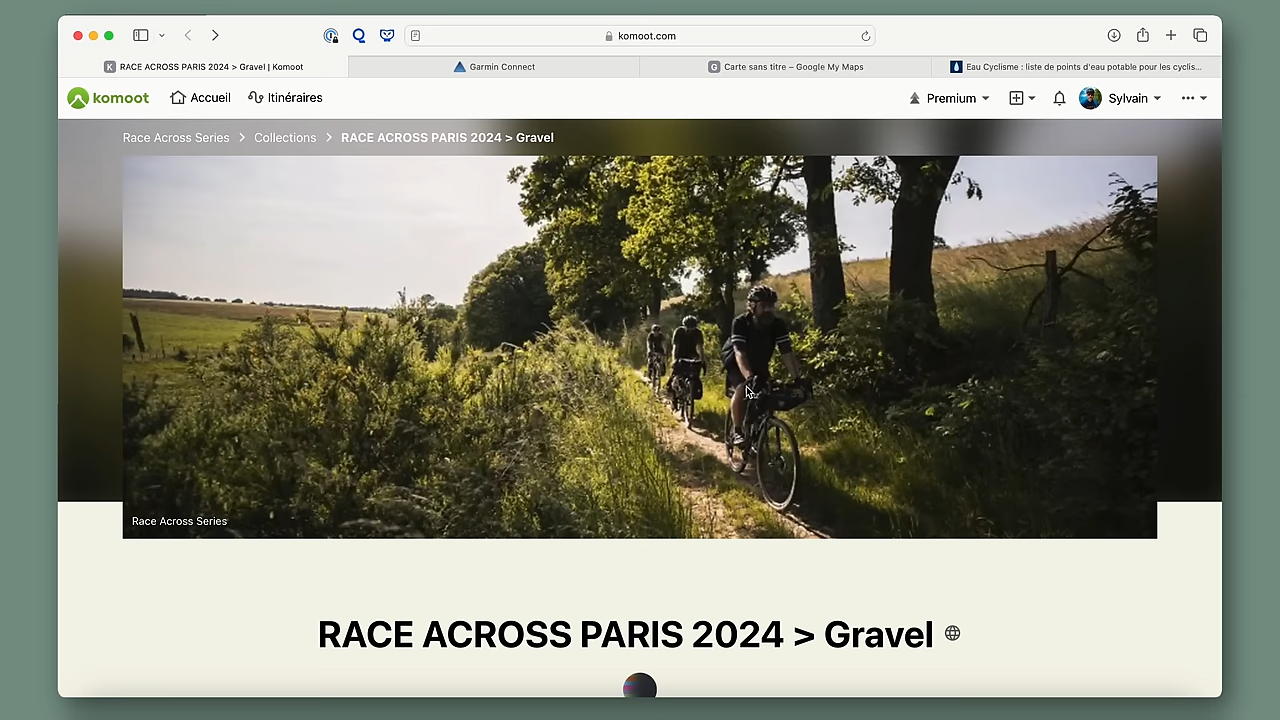 komoot.com
RACE ACROSS PARIS 2024 > Gravel | Komoot
Garmin Connect
Carte sans titre – Google My Maps
Eau Cyclisme : liste de points d'eau potable pour les cyclis...
komoot
Accueil
Itinéraires
Premium
Sylvain
Race Across Series > Collections > RACE ACROSS PARIS 2024 > Gravel
Race Across Series
RACE ACROSS PARIS 2024 > Gravel